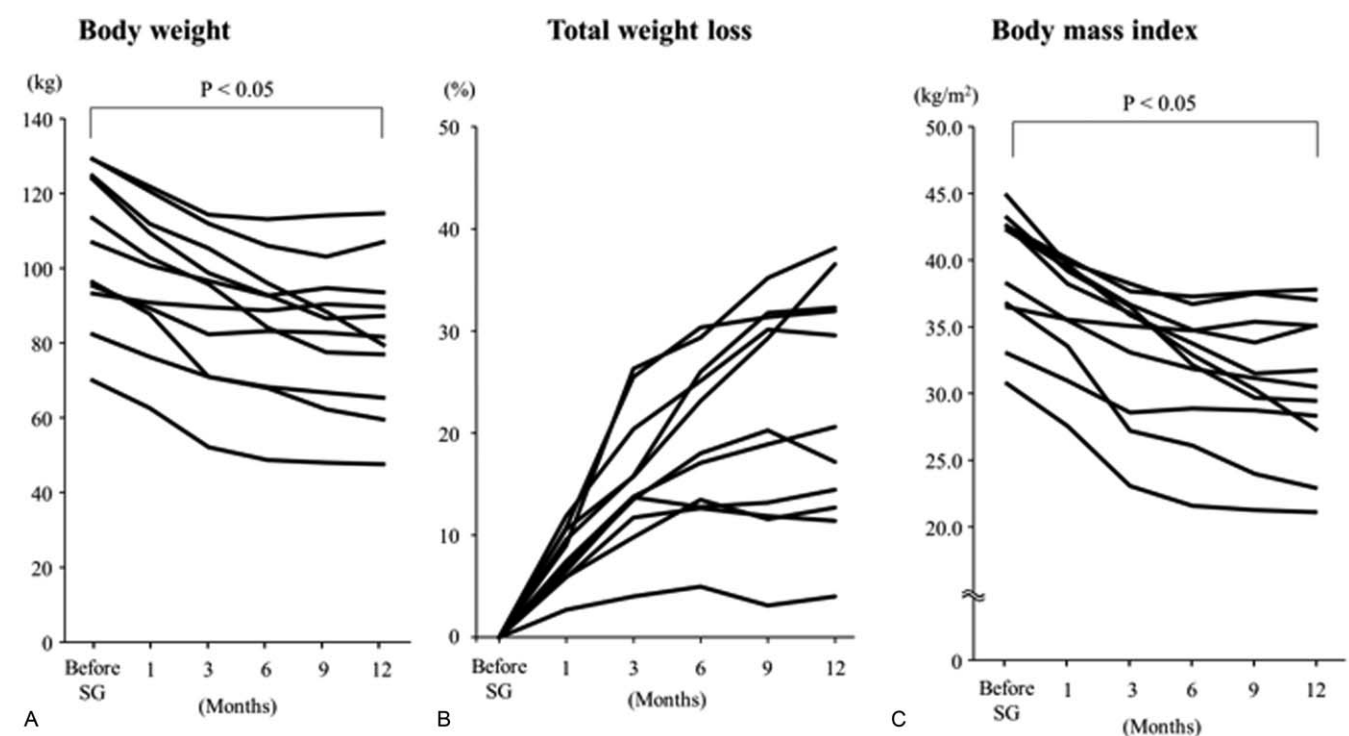 Body weight
(kg)
P < 0.05
140
120
100
80
60
40
20
0
Before SG 1 3 6 9 12
(Months)
A
Total weight loss
(%)
50
40
30
20
10
0
Before SG 1 3 6 9 12
(Months)
B
Body mass index
(kg/m²)
P < 0.05
50.0
45.0
40.0
35.0
30.0
25.0
20.0
0
Before SG 1 3 6 9 12
(Months)
C